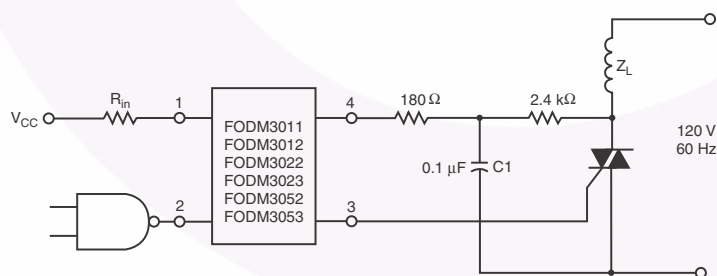 Z_L
R_in
1
V_CC
FODM3011
FODM3012
FODM3022
FODM3023
FODM3052
FODM3053
4
180 Ω
2.4 kΩ
120 V
60 Hz
0.1 μF
C1
2
3